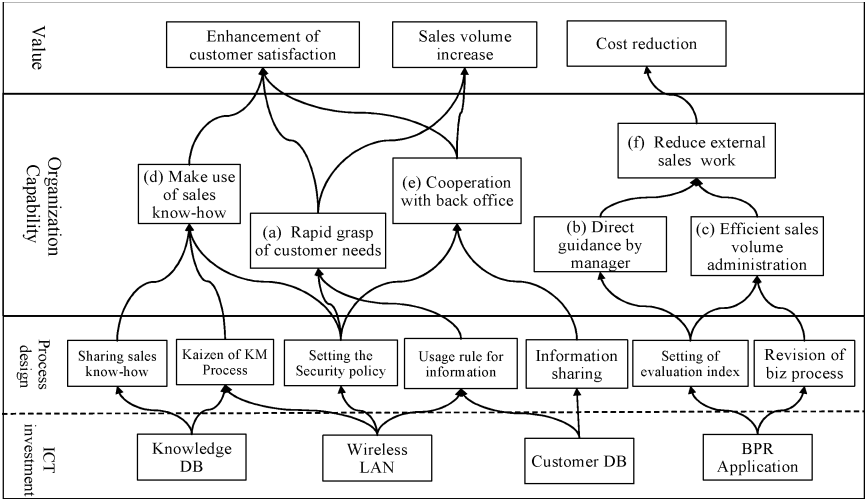 Value
Enhancement of
customer satisfaction
Sales volume
increase
Cost reduction
Organization
Capability
(d) Make use
of sales
know-how
(a) Rapid grasp
of customer needs
(e) Cooperation
with back office
(f) Reduce external
sales work
(b) Direct
guidance by
manager
(c) Efficient sales
volume
administration
Process
design
Sharing sales
know-how
Kaizen of KM
Process
Setting the
Security policy
Usage rule for
information
Information
sharing
Setting of
evaluation index
Revision of
biz process
ICT
investment
Knowledge
DB
Wireless
LAN
Customer DB
BPR
Application